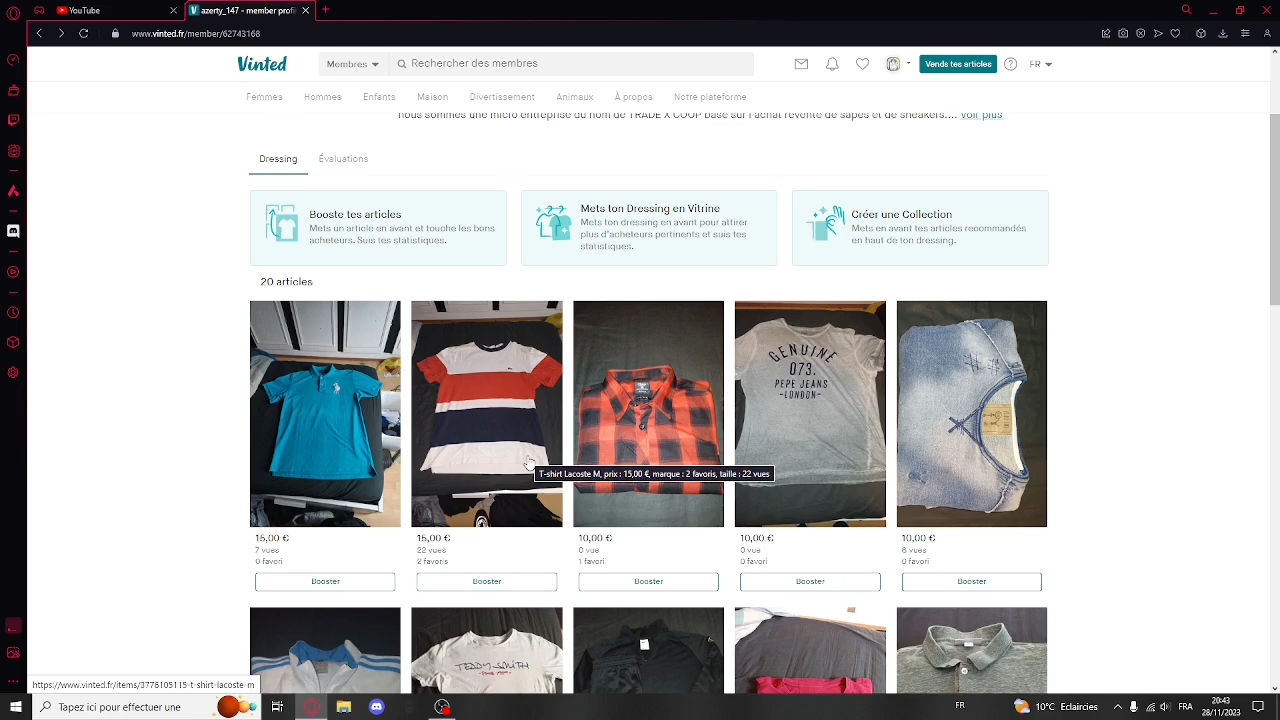 YouTube
azerty_147 - membre profil
www.vinted.fr/member/62743168
Vinted
Membres
Rechercher des membres
Vends tes articles
FR
Femmes Hommes Enfants Maison Divertissement Animaux À propos Notre plateforme
nous sommes une micro entreprise du nom de TRADE X COOP basé sur l'achat revente de sapes et de sneakers.... voir plus
Dressing
Évaluations
Booste tes articles
Mets un article en avant et touche les bons
acheteurs. Suis tes statistiques.
Mets ton Dressing en Vitrine
Mets ton dressing en avant pour attirer
plus d'acheteurs pertinents et suis tes
statistiques.
Créer une Collection
Mets en avant tes articles recommandés
en haut de ton dressing.
20 articles
GENUINE
073.
PEPE JEANS
-LONDON-
T-shirt Lacoste M, prix : 15,00 €, marque : 2 favoris, taille : 22 vues
15,00 €
7 vues
0 favori
Booster
15,00 €
22 vues
2 favoris
Booster
10,00 €
0 vue
1 favori
Booster
10,00 €
0 vue
0 favori
Booster
10,00 €
6 vues
0 favori
Booster
TEDDY SMITH
https://www.vinted.fr/items/3776105115-t-shirt-lacoste-m
Tapez ici pour effectuer une
FR
10°C Éclaircies
FRA
20:43
28/11/2023